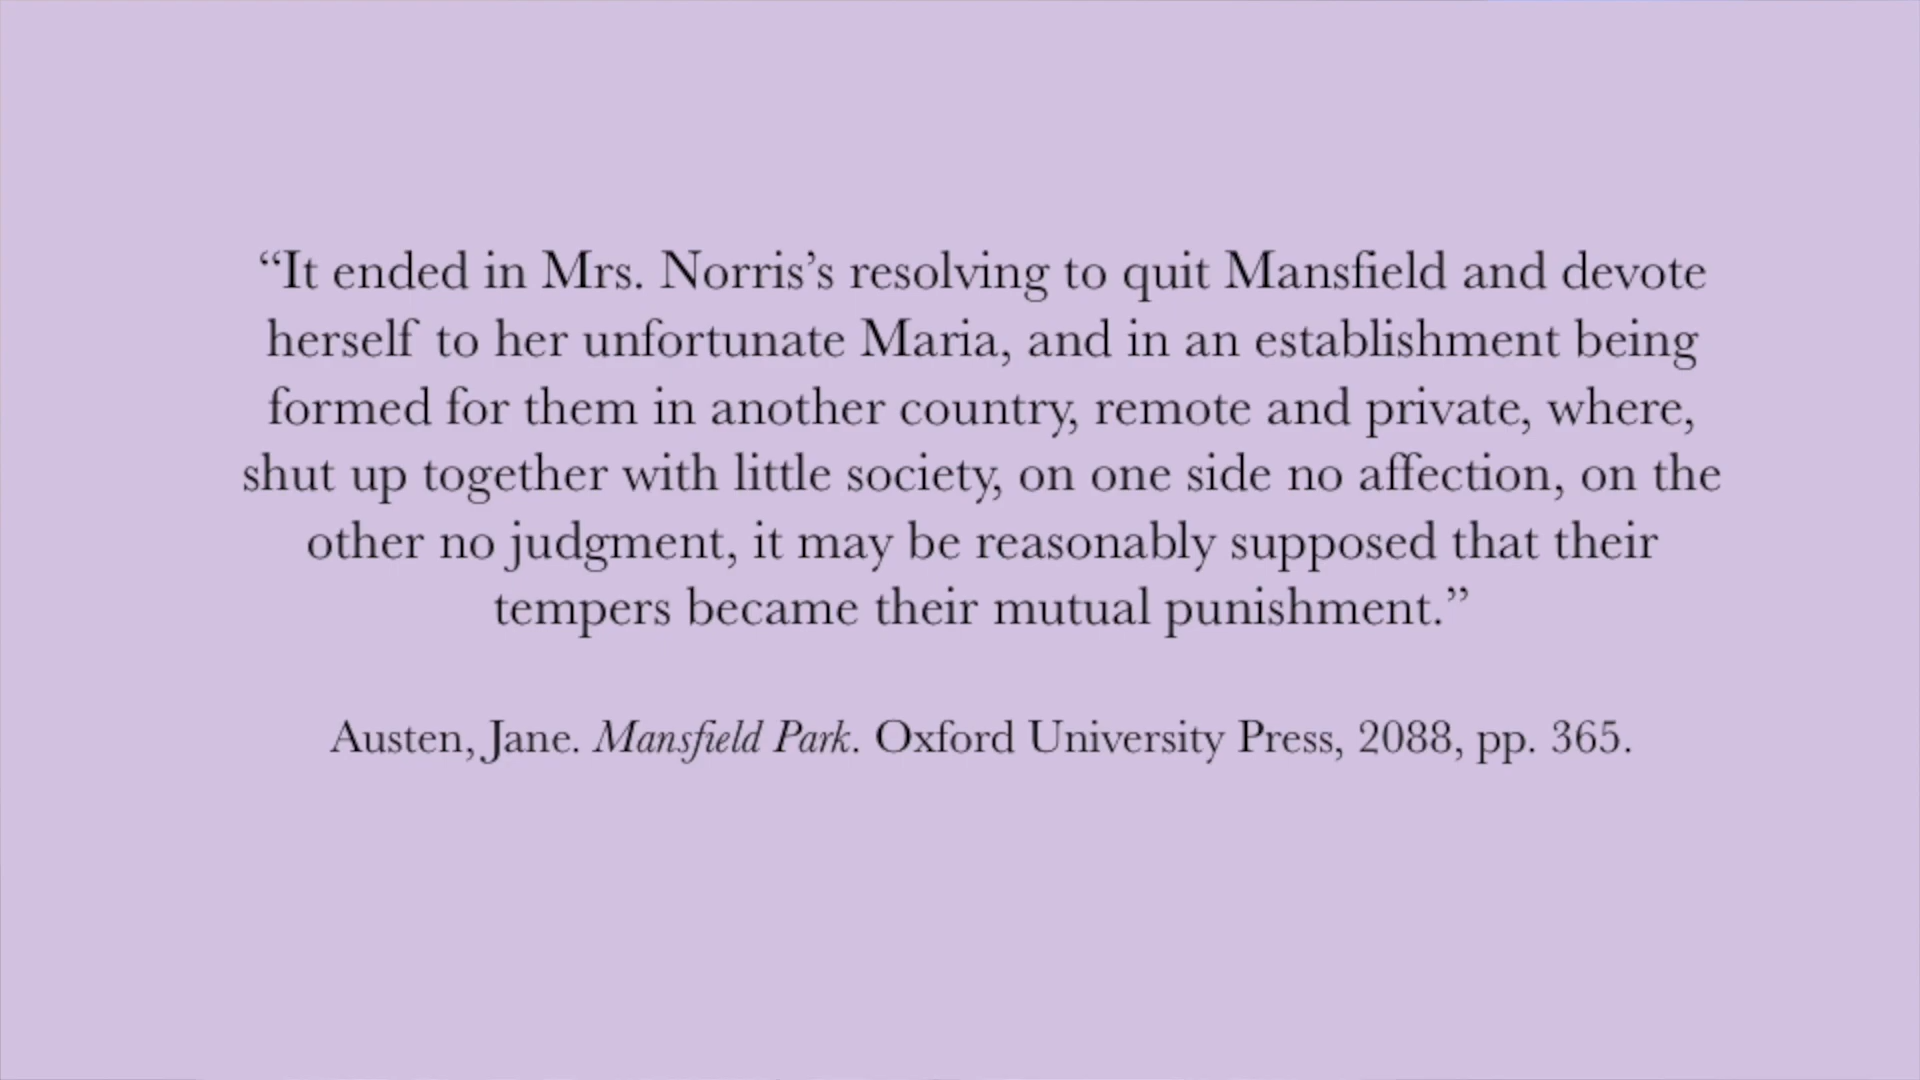 “It ended in Mrs. Norris’s resolving to quit Mansfield and devote
herself to her unfortunate Maria, and in an establishment being
formed for them in another country, remote and private, where,
shut up together with little society, on one side no affection, on the
other no judgment, it may be reasonably supposed that their
tempers became their mutual punishment.”
Austen, Jane. Mansfield Park. Oxford University Press, 2088, pp. 365.